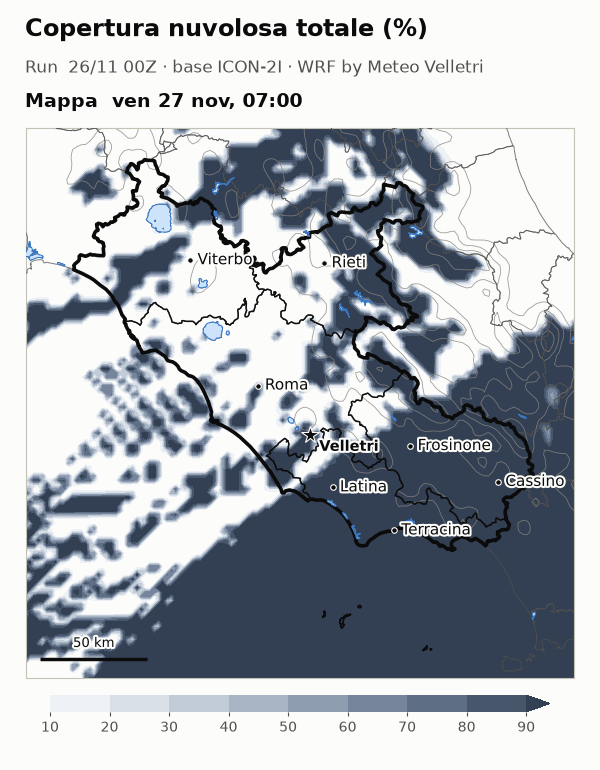 Copertura nuvolosa totale (%)
Run  26/11 00Z · base ICON-2I · WRF by Meteo Velletri
Mappa  ven 27 nov, 07:00
Viterbo
Rieti
Roma
Velletri
Frosinone
Cassino
Latina
Terracina
50 km
10 20 30 40 50 60 70 80 90